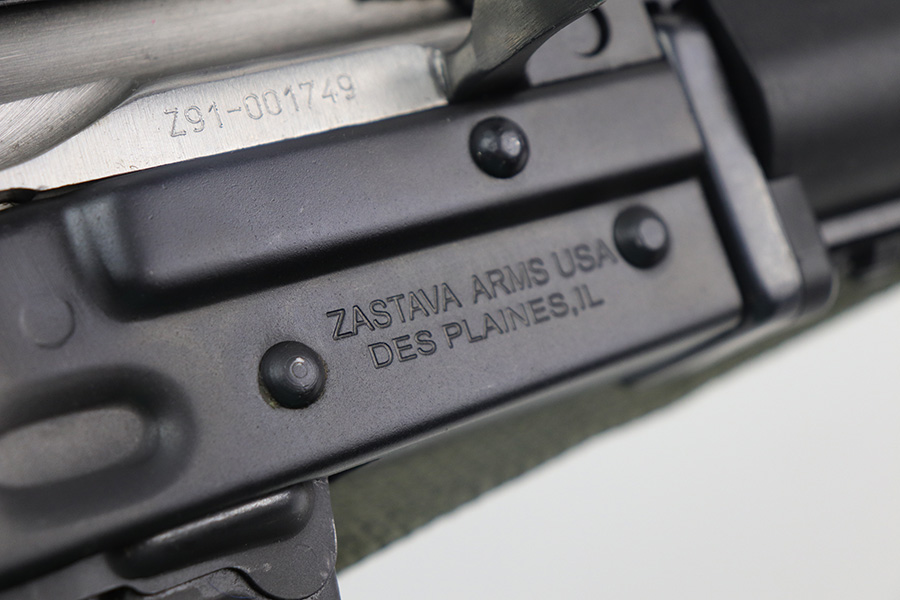 Z91-001749
ZASTAVA ARMS USA
DES PLAINES,IL